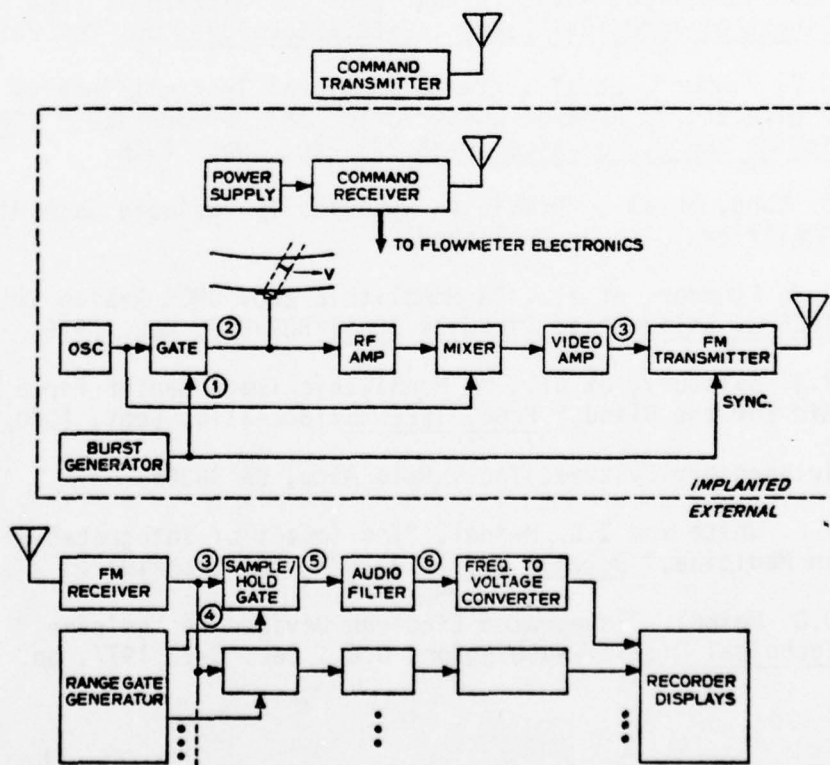 COMMAND
TRANSMITTER
POWER
SUPPLY
COMMAND
RECEIVER
TO FLOWMETER ELECTRONICS
V
OSC
GATE
②
RF
AMP
MIXER
VIDEO
AMP
③
FM
TRANSMITTER
①
SYNC.
BURST
GENERATOR
IMPLANTED
EXTERNAL
FM
RECEIVER
③
SAMPLE/
HOLD
GATE
⑤
AUDIO
FILTER
⑥
FREQ. TO
VOLTAGE
CONVERTER
④
RANGE GATE
GENERATOR
RECORDER
DISPLAYS